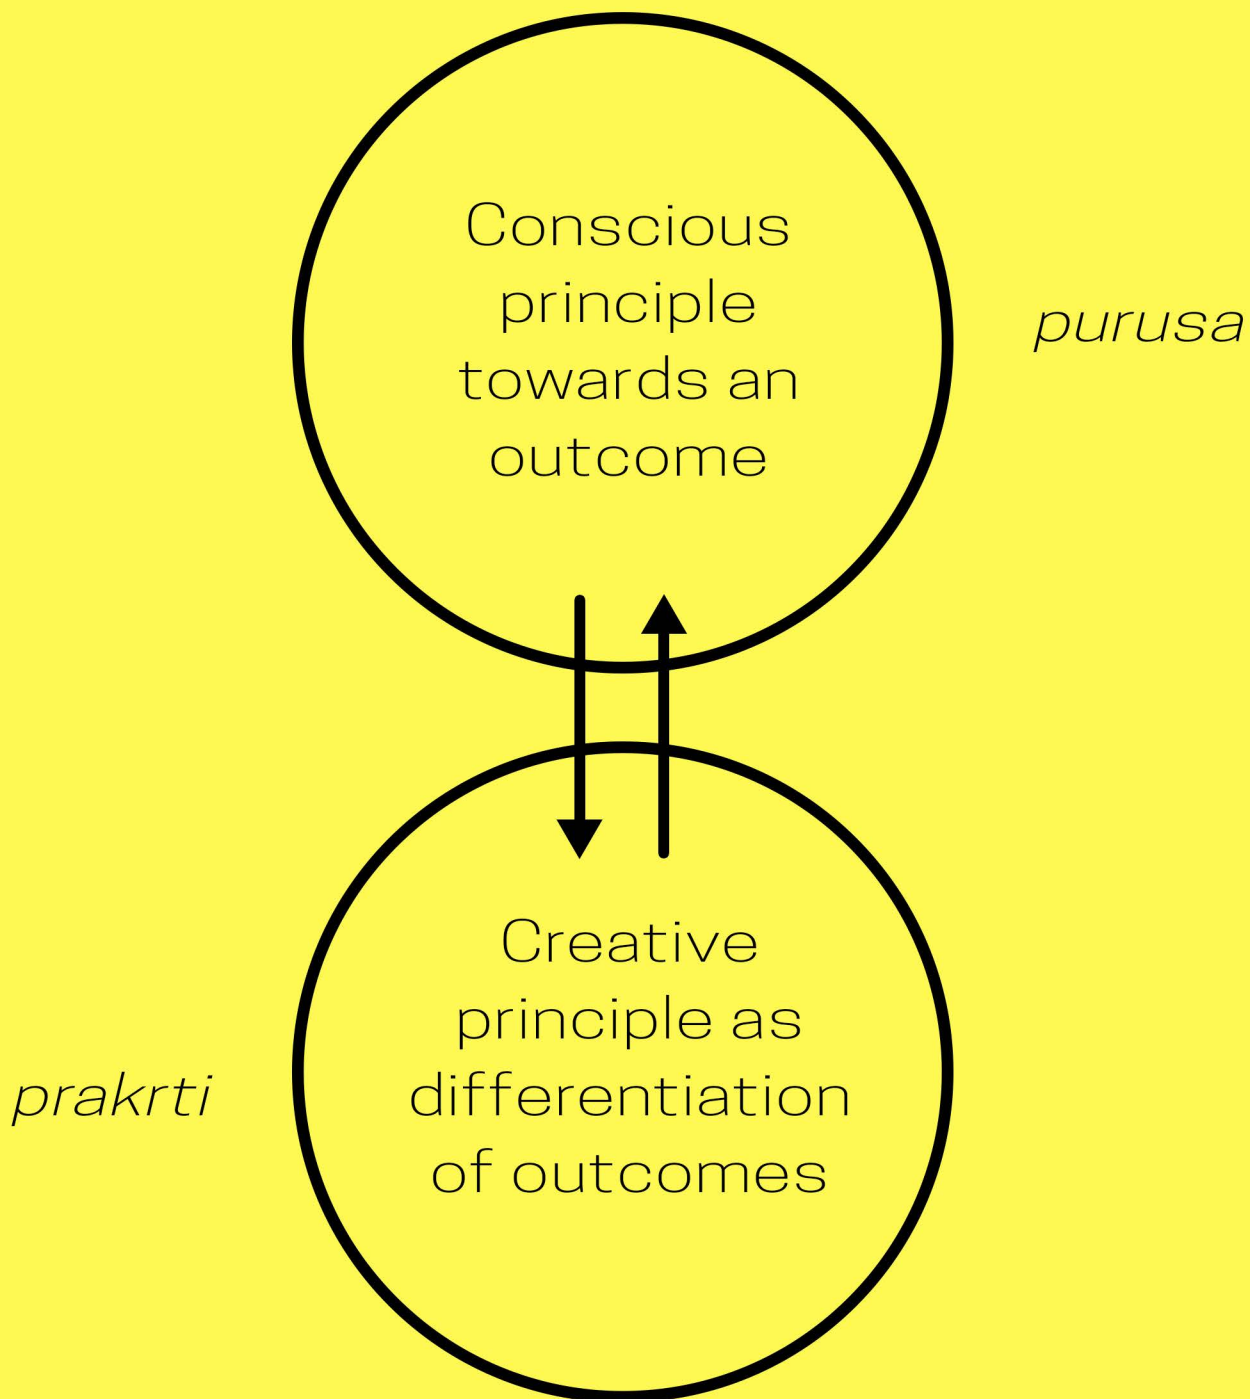 Conscious
principle
towards an
outcome
purusa
Creative
principle as
differentiation
of outcomes
prakrti